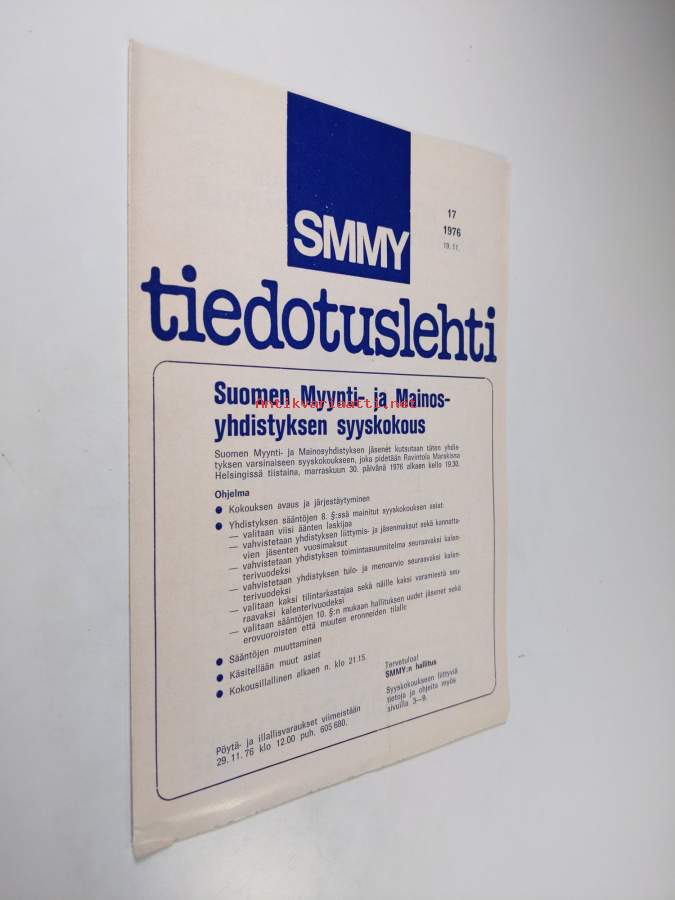 SMMY
17
1976
19.11.
tiedotuslehti
Suomen Myynti- ja Mainos-
Antikvariaatti.net
yhdistyksen syyskokous
Suomen Myynti- ja Mainosyhdistyksen jäsenet kutsutaan täten yhdis-
tyksen varsinaiseen syyskokoukseen, joka pidetään Ravintola Marskissa
Helsingissä tiistaina, marraskuun 30. päivänä 1976 alkaen kello 19.30.
Ohjelma
● Kokouksen avaus ja järjestäytyminen
● Yhdistyksen sääntöjen 8. §:ssä mainitut syyskokouksen asiat:
— valitaan viisi äänten laskijaa
— vahvistetaan yhdistyksen liittymis- ja jäsenmaksut sekä kannatta-
vien jäsenten vuosimaksut
— vahvistetaan yhdistyksen toimintasuunnitelma seuraavaksi kalen-
terivuodeksi
— vahvistetaan yhdistyksen tulo- ja menoarvio seuraavaksi kalen-
terivuodeksi
— valitaan kaksi tilintarkastajaa sekä näille kaksi varamiestä seu-
raavaksi kalenterivuodeksi
— valitaan sääntöjen 10. §:n mukaan hallituksen uudet jäsenet sekä
erovuoroisten että muuten eronneiden tilalle
● Sääntöjen muuttaminen
● Käsitellään muut asiat
● Kokousillallinen alkaen n. klo 21.15.
Tervetuloa!
SMMY:n hallitus
Syyskokoukseen liittyviä
tietoja ja ohjeita myös
sivuilla 3—9.
Pöytä- ja illallisvaraukset viimeistään
29.11.76 klo 12.00 puh. 605 680.